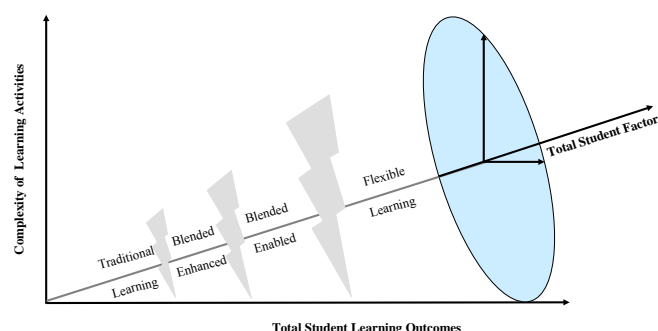 Complexity of Learning Activities
Traditional
Learning
Blended
Enhanced
Blended
Enabled
Flexible
Learning
Total Student Factor
Total Student Learning Outcomes